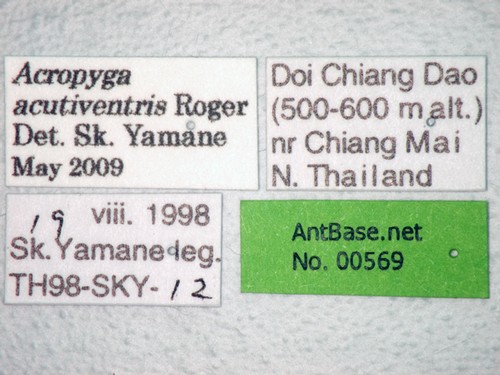 Acropyga
acutiventris Roger
Det. Sk. Yamane
May 2009
Doi Chiang Dao
(500-600 m alt.)
nr Chiang Mai
N. Thailand
19 viii. 1998
Sk. Yamane leg.
TH98-SKY-12
AntBase.net
No. 00569